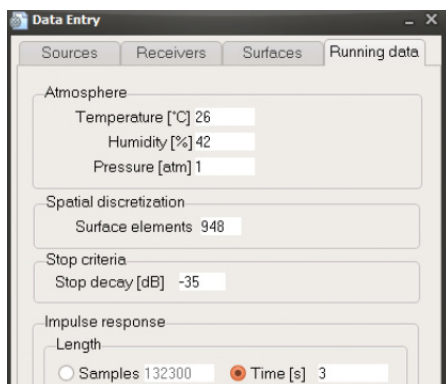 Data Entry
Sources Receivers Surfaces Running data
Atmosphere
Temperature [°C] 26
Humidity [%] 42
Pressure [atm] 1
Spatial discretization
Surface elements 948
Stop criteria
Stop decay [dB] -35
Impulse response
Length
Samples 132300 Time [s] 3